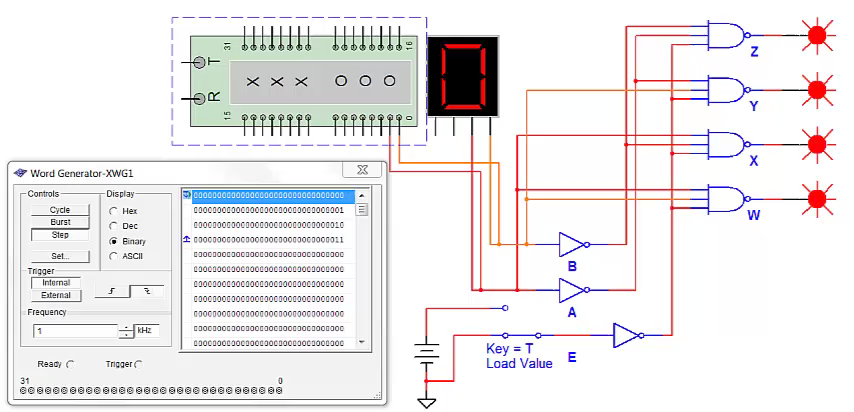 31
16
T
R
X X X O O O
15
0
0
Z
Y
X
W
B
A
Key = T
Load Value
E
Word Generator-XWG1
Controls
Cycle
Burst
Step
Set...
Trigger
Internal
External
Frequency
1
kHz
Display
Hex
Dec
Binary
ASCII
00000000000000000000000000000000
00000000000000000000000000000001
00000000000000000000000000000010
00000000000000000000000000000011
00000000000000000000000000000000
00000000000000000000000000000000
00000000000000000000000000000000
00000000000000000000000000000000
00000000000000000000000000000000
00000000000000000000000000000000
00000000000000000000000000000000
Ready
Trigger
31
0